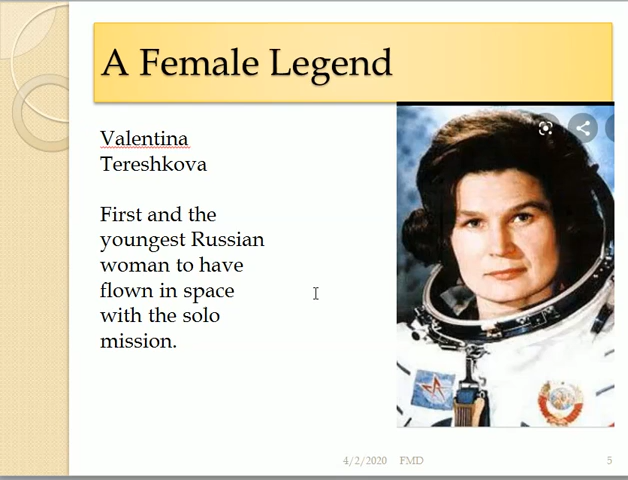 A Female Legend
Valentina
Tereshkova
First and the
youngest Russian
woman to have
flown in space
with the solo
mission.
4/2/2020 FMD 5